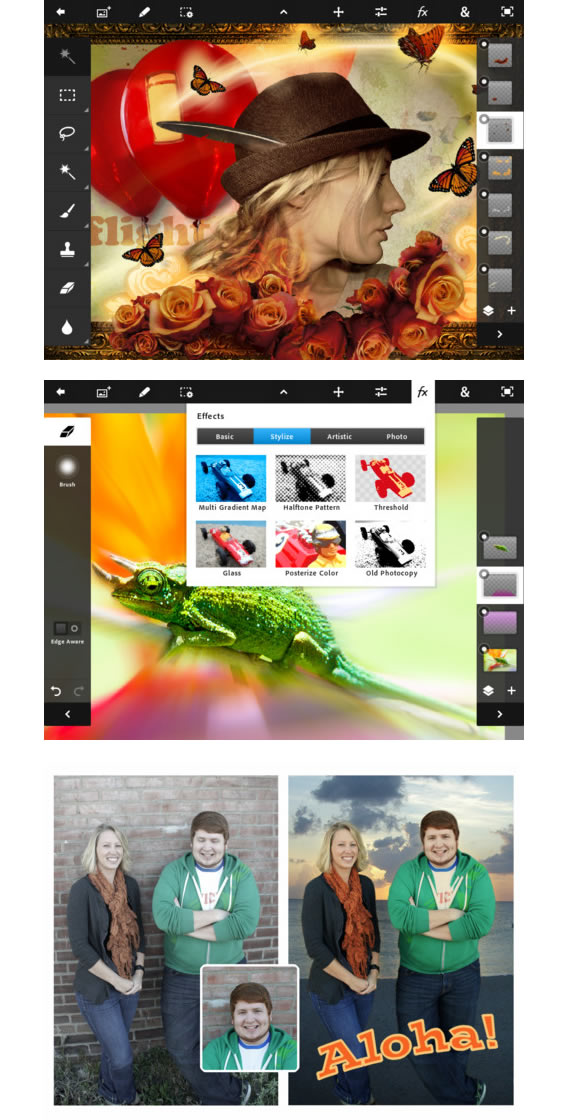 fx
&
flight
fx
&
Effects
Basic Stylize Artistic Photo
Multi Gradient Map Halftone Pattern Threshold
Glass Posterize Color Old Photocopy
Brush
Edge Aware
Aloha!